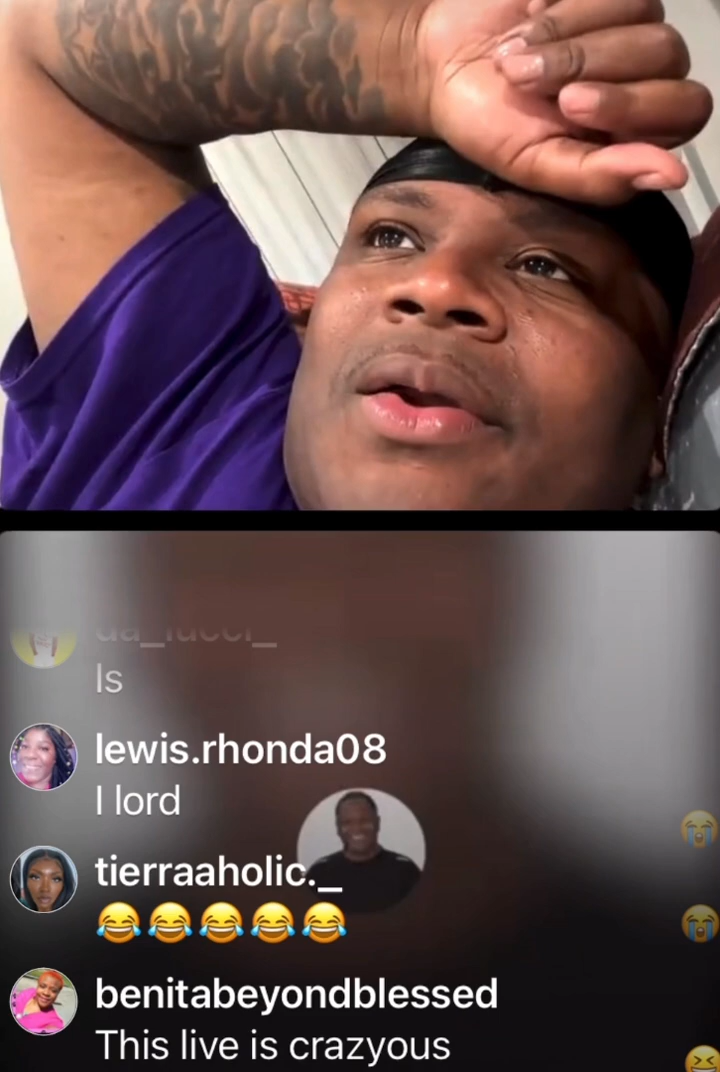 Is
lewis.rhonda08
I lord
tierraaholic._
😂😂😂😂😂
benitabeyondblessed
This live is crazyous